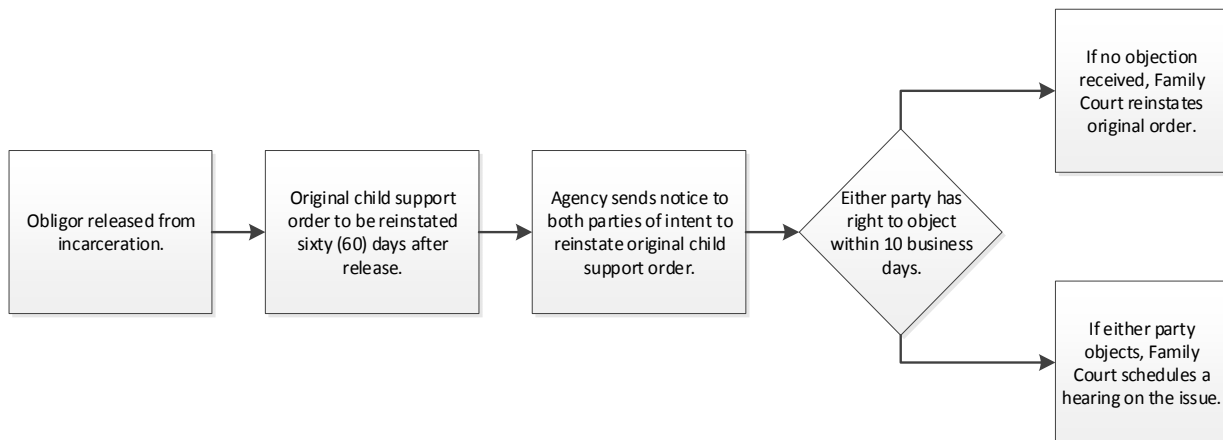 Obligor released from
incarceration.
Original child support
order to be reinstated
sixty (60) days after
release.
Agency sends notice to
both parties of intent to
reinstate original child
support order.
Either party has
right to object
within 10 business
days.
If no objection
received, Family
Court reinstates
original order.
If either party
objects, Family
Court schedules a
hearing on the issue.